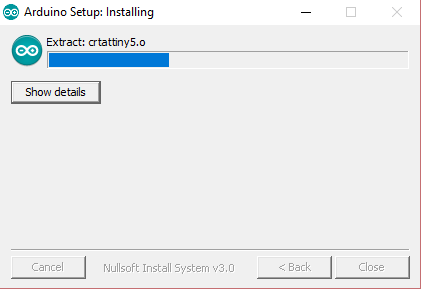 Arduino Setup: Installing
Extract: crtattiny5.o
Show details
Cancel
Nullsoft Install System v3.0
< Back
Close